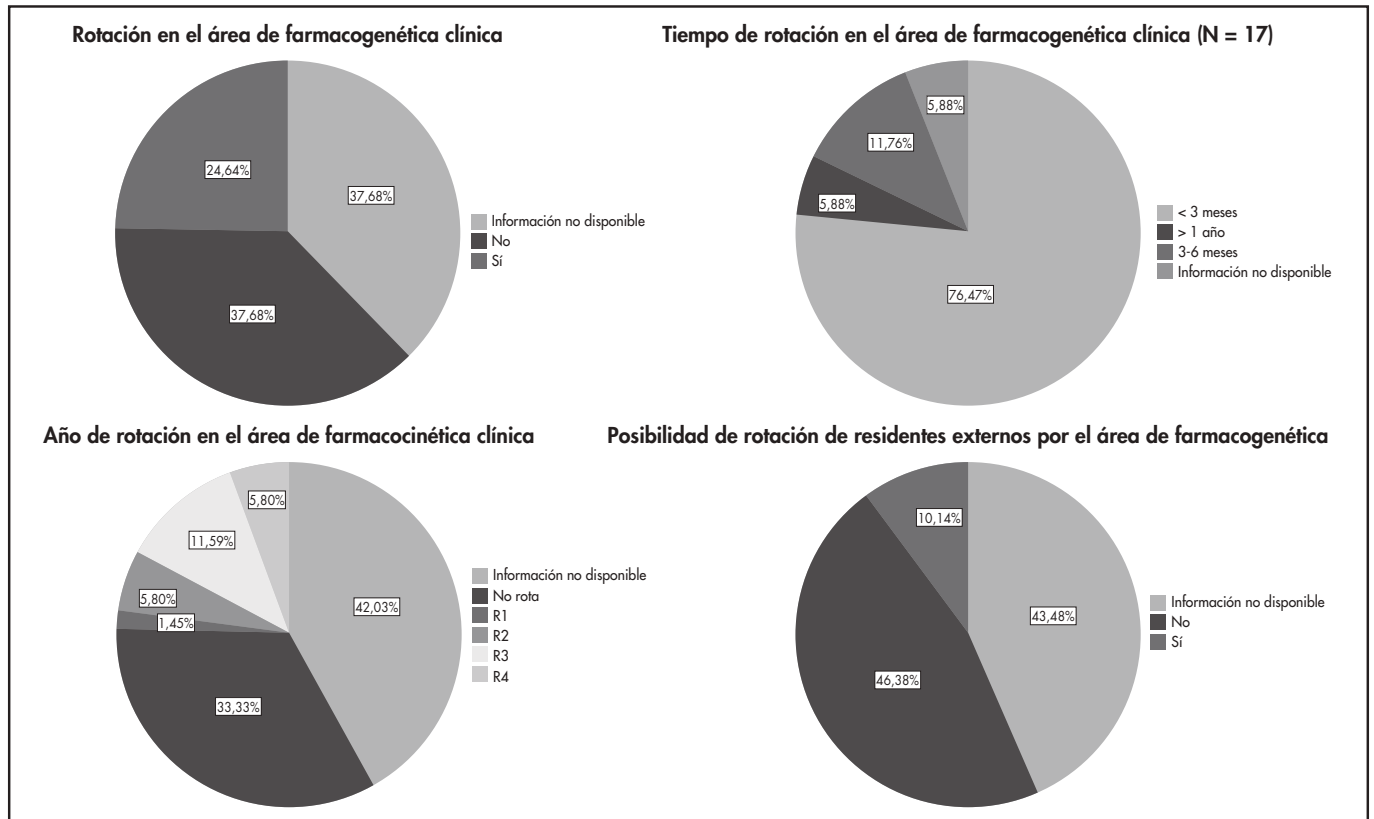 Rotación en el área de farmacogenética clínica
24,64%
37,68%
37,68%
Información no disponible
No
Sí
Tiempo de rotación en el área de farmacogenética clínica (N = 17)
5,88%
11,76%
5,88%
76,47%
< 3 meses
> 1 año
3-6 meses
Información no disponible
Año de rotación en el área de farmacocinética clínica
5,80%
11,59%
5,80%
1,45%
42,03%
33,33%
Información no disponible
No rota
R1
R2
R3
R4
Posibilidad de rotación de residentes externos por el área de farmacogenética
10,14%
43,48%
46,38%
Información no disponible
No
Sí